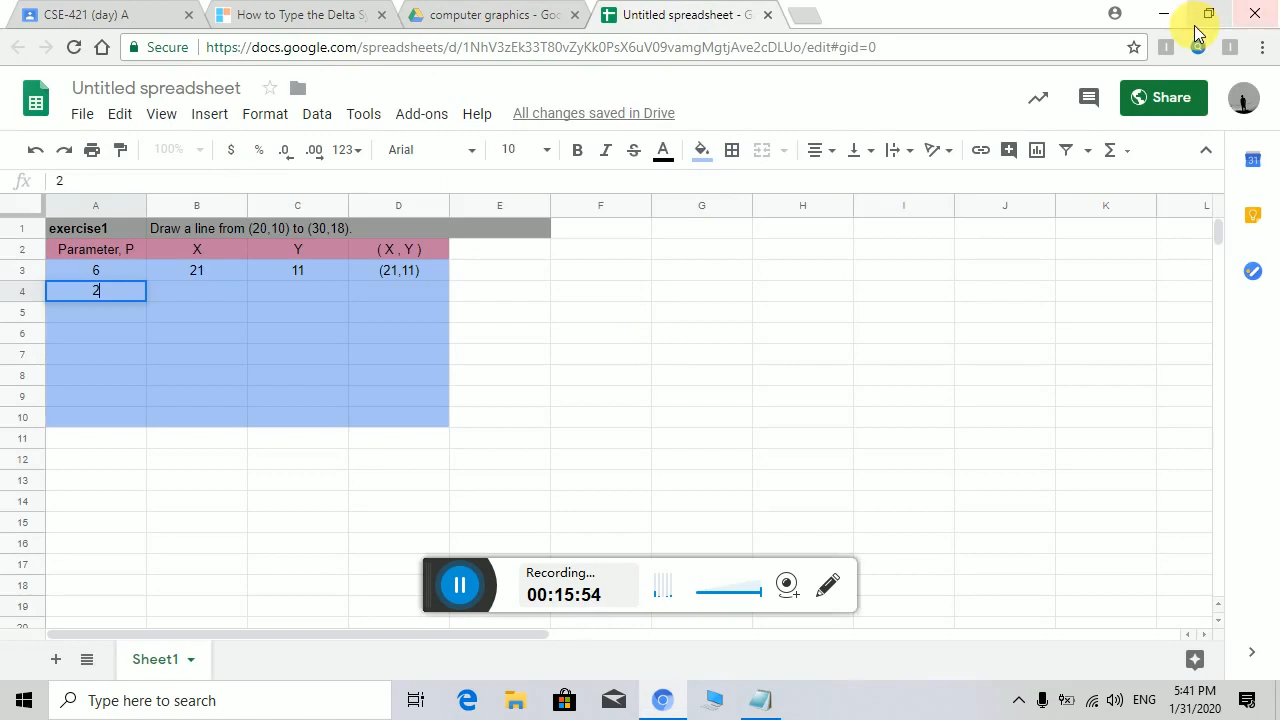 CSE-421 (day) A
How to Type the Delta Sy
computer graphics - Goo
Untitled spreadsheet - G
Secure
https://docs.google.com/spreadsheets/d/1NhV3zEk33T80vZyKk0PsX6uV09vamgMgtjAve2cDLUo/edit#gid=0
Untitled spreadsheet
File Edit View Insert Format Data Tools Add-ons Help All changes saved in Drive
Share
100% $ % .0 .00 123 Arial 10 B I S A Σ
31
fx 2
A B C D E F G H I J K L
1 exercise1 Draw a line from (20,10) to (30,18).
2 Parameter, P X Y ( X , Y )
3 6 21 11 (21,11)
4 2
5
6
7
8
9
10
11
12
13
14
15
16
17
18
19
20
Recording...
00:15:54
Sheet1
Type here to search
ENG
5:41 PM
1/31/2020